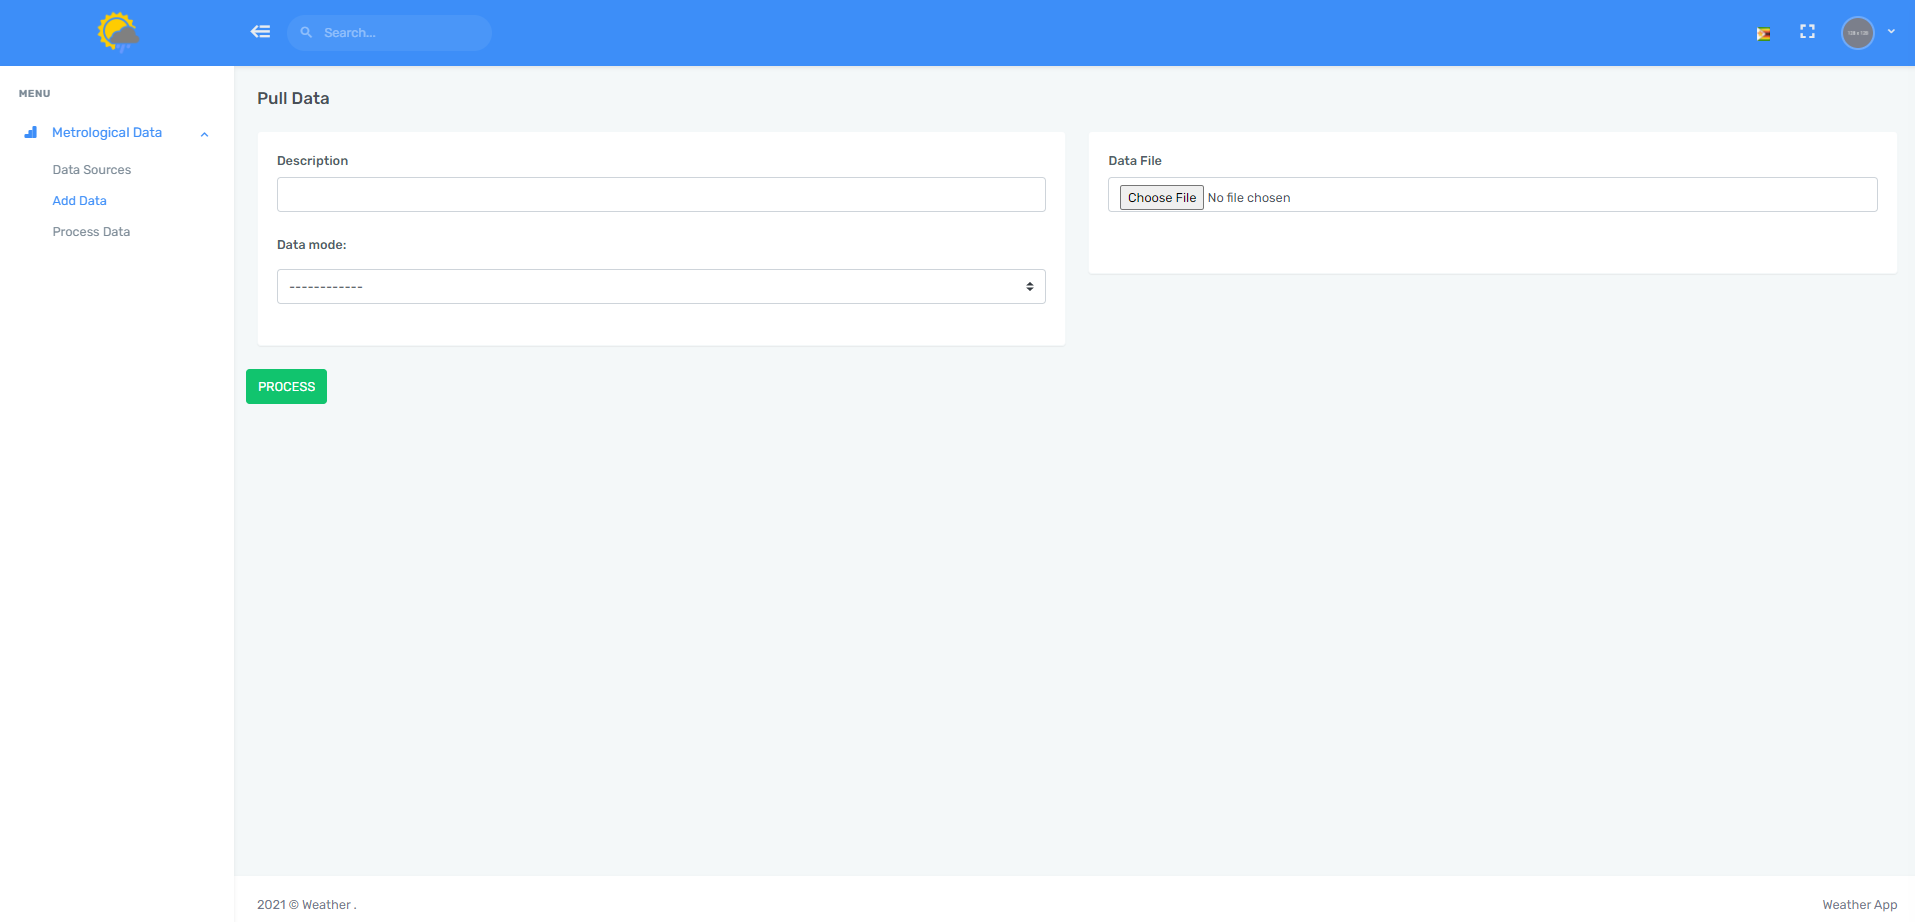 Search...
MENU
Metrological Data
Data Sources
Add Data
Process Data
Pull Data
Description
Data mode:
------------
Data File
Choose File No file chosen
PROCESS
2021 © Weather .
Weather App